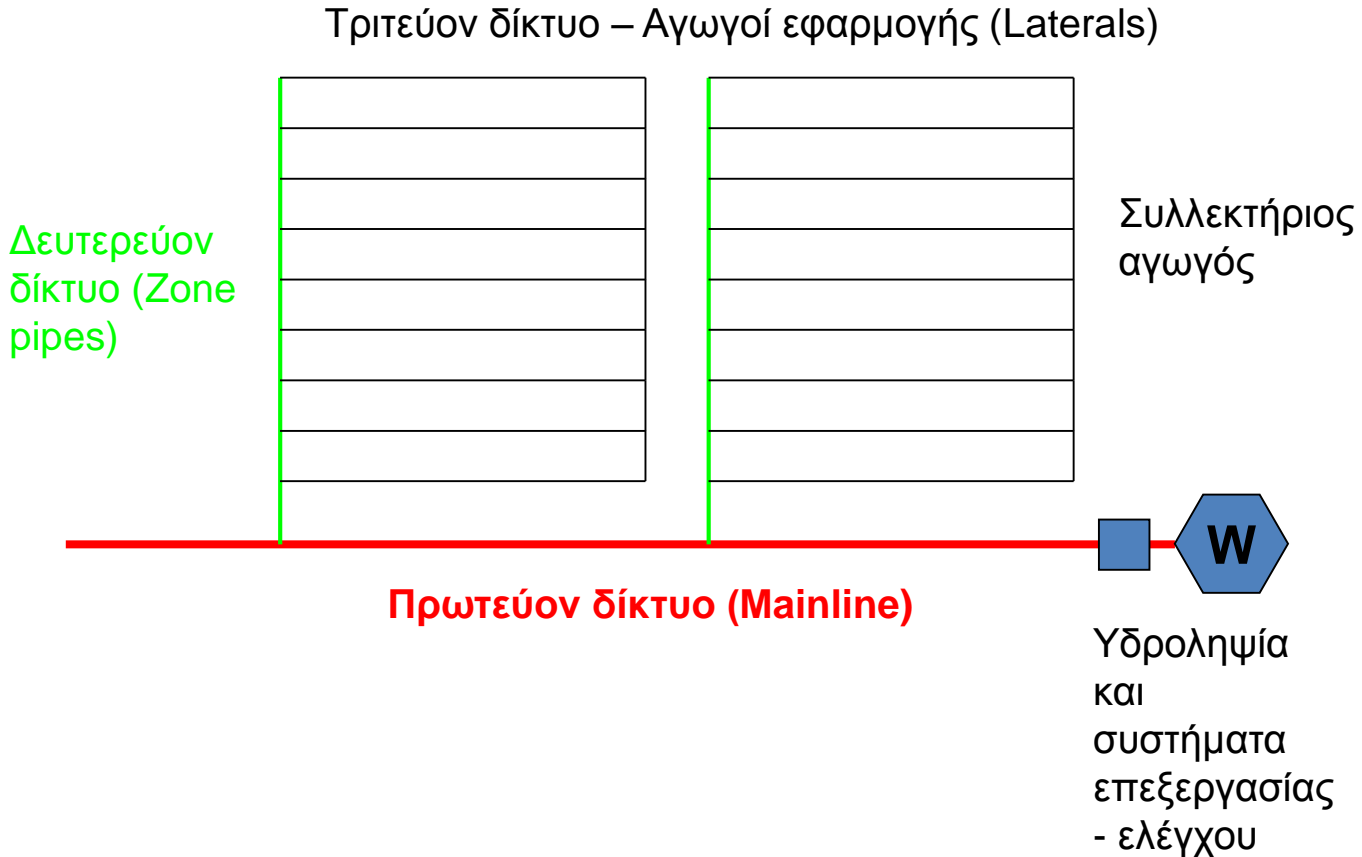 Τριτεύον δίκτυο – Αγωγοί εφαρμογής (Laterals)
Δευτερεύον
δίκτυο (Zone
pipes)
Συλλεκτήριος
αγωγός
W
Πρωτεύον δίκτυο (Mainline)
Υδροληψία
και
συστήματα
επεξεργασίας
- ελέγχου